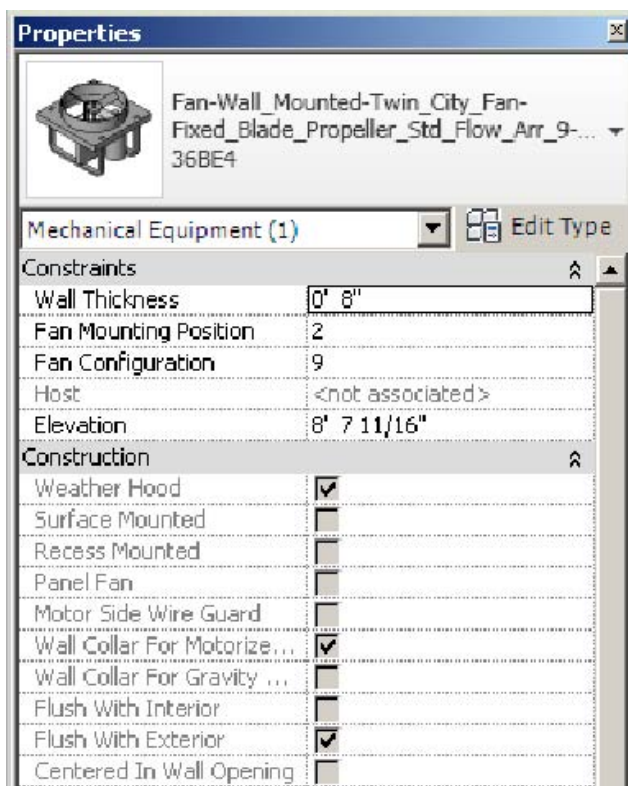 Properties
Fan-Wall_Mounted-Twin_City_Fan-
Fixed_Blade_Propeller_Std_Flow_Arr_9-...
36BE4
Mechanical Equipment (1) Edit Type
Constraints
Wall Thickness 0' 8"
Fan Mounting Position 2
Fan Configuration 9
Host <not associated>
Elevation 8' 7 11/16"
Construction
Weather Hood
Surface Mounted
Recess Mounted
Panel Fan
Motor Side Wire Guard
Wall Collar For Motorize...
Wall Collar For Gravity ...
Flush With Interior
Flush With Exterior
Centered In Wall Opening